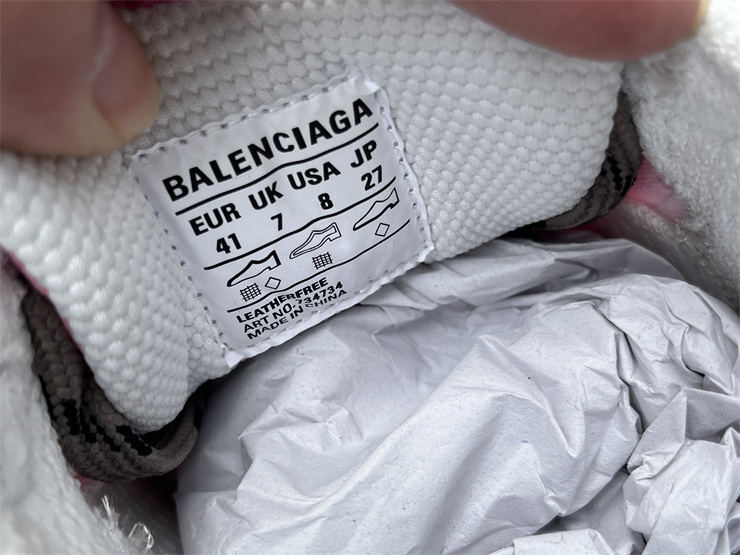 BALENCIAGA
EUR UK USA JP
41 7 8 27
LEATHERFREE
ART NO.734734
MADE IN CHINA